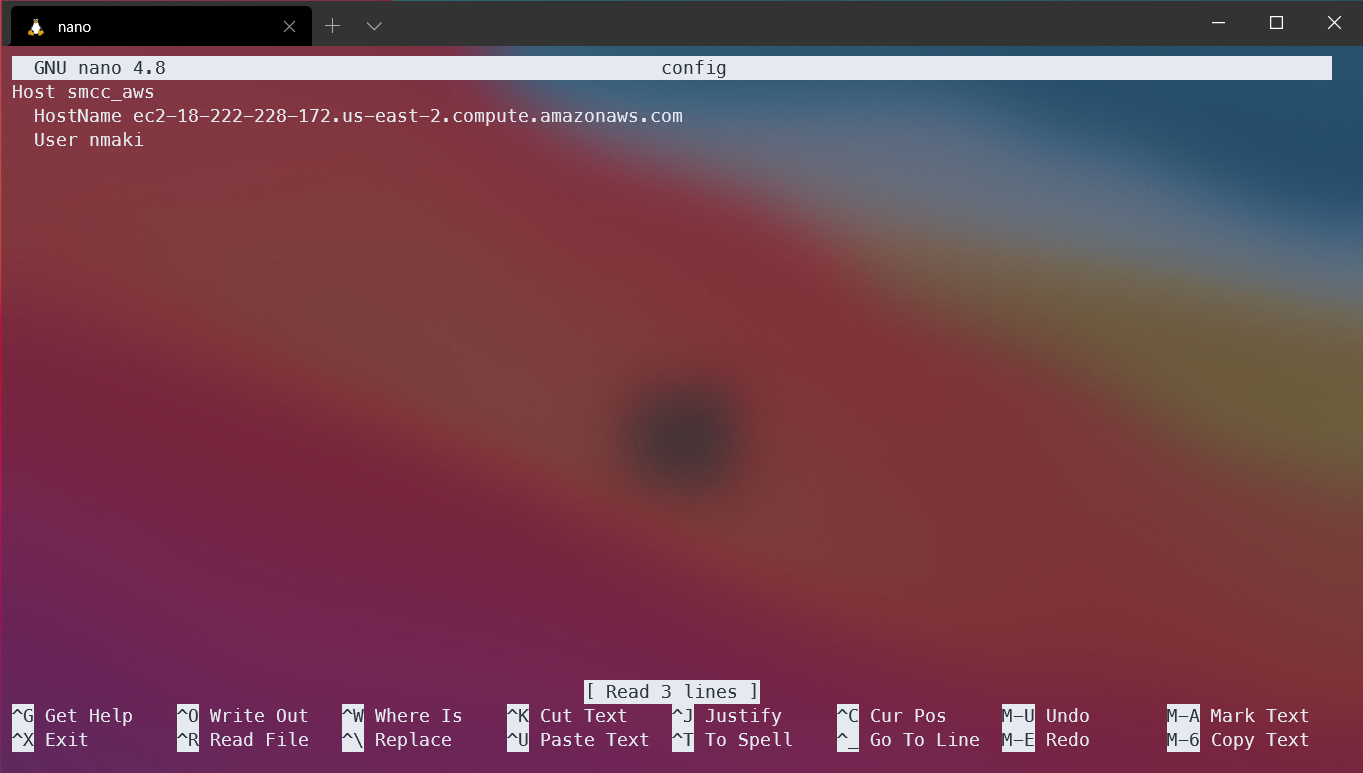 nano
GNU nano 4.8 config
Host smcc_aws
  HostName ec2-18-222-228-172.us-east-2.compute.amazonaws.com
  User nmaki
[ Read 3 lines ]
^G Get Help ^O Write Out ^W Where Is ^K Cut Text ^J Justify ^C Cur Pos M-U Undo M-A Mark Text
^X Exit ^R Read File ^\ Replace ^U Paste Text ^T To Spell ^_ Go To Line M-E Redo M-6 Copy Text